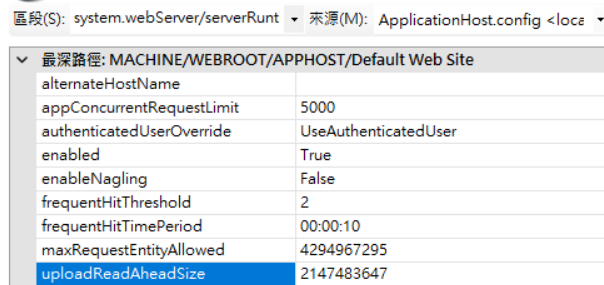 區段(S): system.webServer/serverRunt 來源(M): ApplicationHost.config <loca
最深路徑: MACHINE/WEBROOT/APPHOST/Default Web Site
alternateHostName
appConcurrentRequestLimit 5000
authenticatedUserOverride UseAuthenticatedUser
enabled True
enableNagling False
frequentHitThreshold 2
frequentHitTimePeriod 00:00:10
maxRequestEntityAllowed 4294967295
uploadReadAheadSize 2147483647